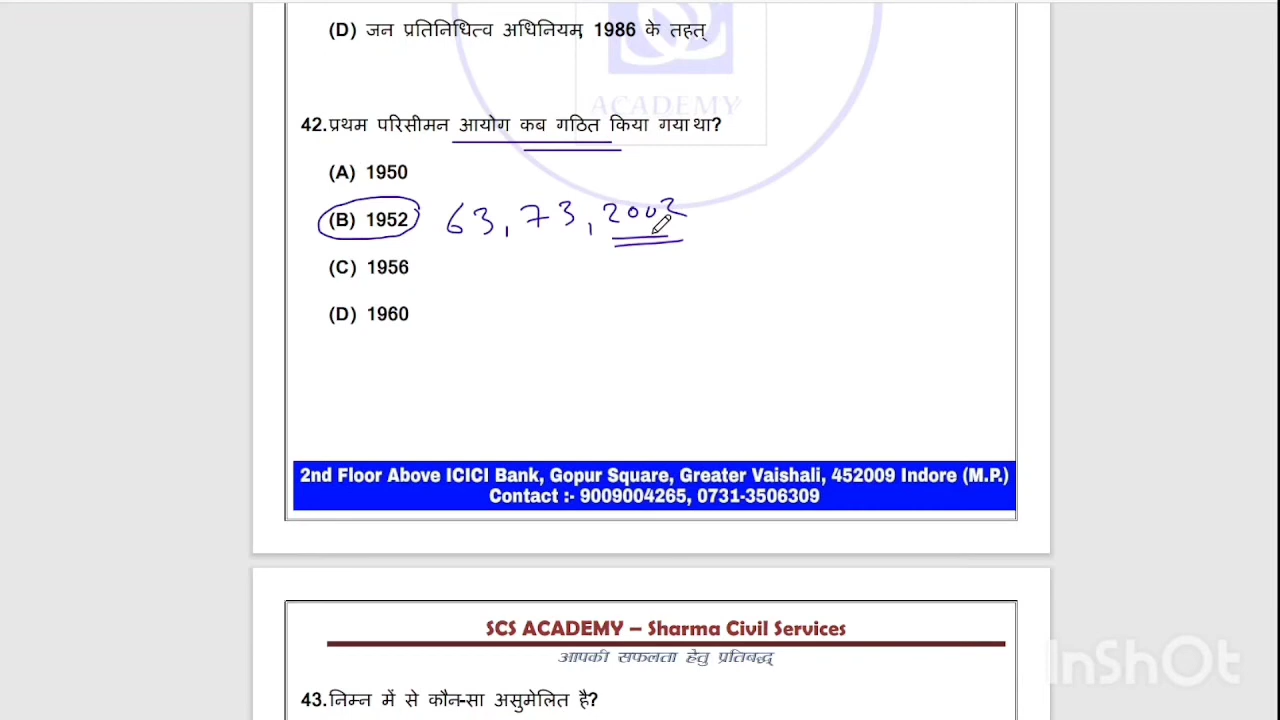 (D) जन प्रतिनिधित्व अधिनियम, 1986 के तहत्
ACADEMY
42.प्रथम परिसीमन आयोग कब गठित किया गया था?
(A) 1950
(B) 1952 63, 73, 2002
(C) 1956
(D) 1960
2nd Floor Above ICICI Bank, Gopur Square, Greater Vaishali, 452009 Indore (M.P.)
Contact :- 9009004265, 0731-3506309
SCS ACADEMY – Sharma Civil Services
आपकी सफलता हेतु प्रतिबद्ध
InShOt
43.निम्न में से कौन-सा असुमेलित है?